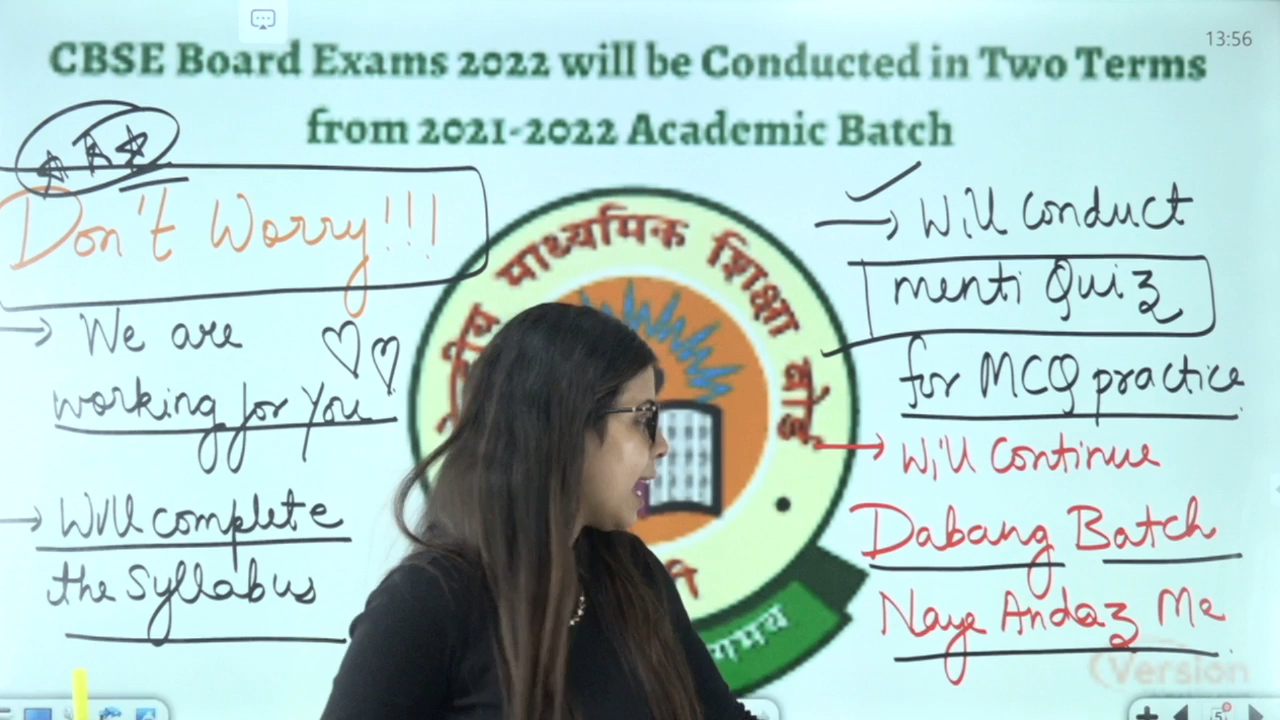 13:56
CBSE Board Exams 2022 will be Conducted in Two Terms
from 2021-2022 Academic Batch
Don't Worry!!!
→ We are
working for You
→ Will complete
the Syllabus
माध्यमिक शिक्षा बोर्ड
→ Will Conduct
menti Quiz
for MCQ practice
→ Will Continue
Dabang Batch
Naye Andaz Me
Version